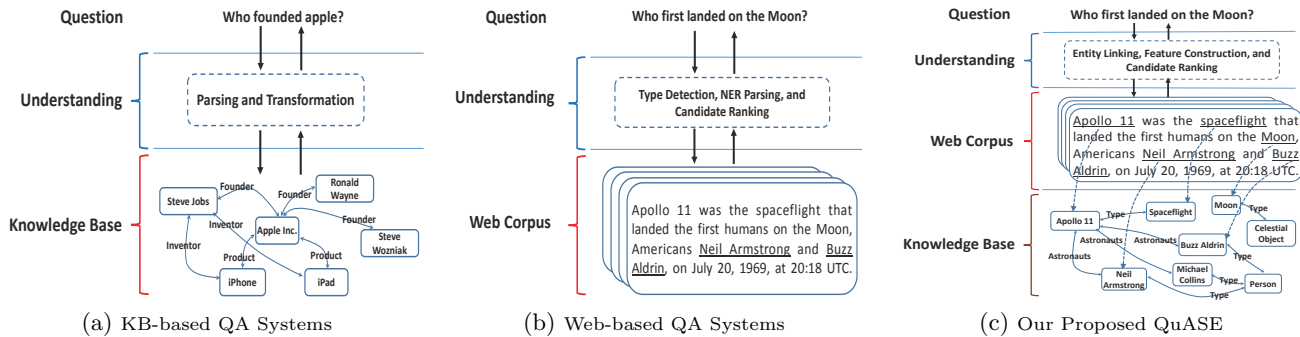 Question
Who founded apple?
Understanding
Parsing and Transformation
Knowledge Base
Founder
Ronald
Wayne
Steve Jobs
Founder
Founder
Inventor
Apple Inc.
Steve
Wozniak
Inventor
Product
Product
iPhone
iPad
(a) KB-based QA Systems
Question
Who first landed on the Moon?
Understanding
Type Detection, NER Parsing, and
Candidate Ranking
Web Corpus
Apollo 11 was the spaceflight that
landed the first humans on the Moon,
Americans Neil Armstrong and Buzz
Aldrin, on July 20, 1969, at 20:18 UTC.
(b) Web-based QA Systems
Question
Who first landed on the Moon?
Understanding
Entity Linking, Feature Construction, and
Candidate Ranking
Web Corpus
Apollo 11 was the spaceflight that
landed the first humans on the Moon,
Americans Neil Armstrong and Buzz
Aldrin, on July 20, 1969, at 20:18 UTC.
Knowledge Base
Type
Apollo 11
Spaceflight
Moon
Type
Celestial
Object
Astronauts
Astronauts
Buzz Aldrin
Astronauts
Type
Neil
Armstrong
Michael
Collins
Type
Person
Type
(c) Our Proposed QuASE